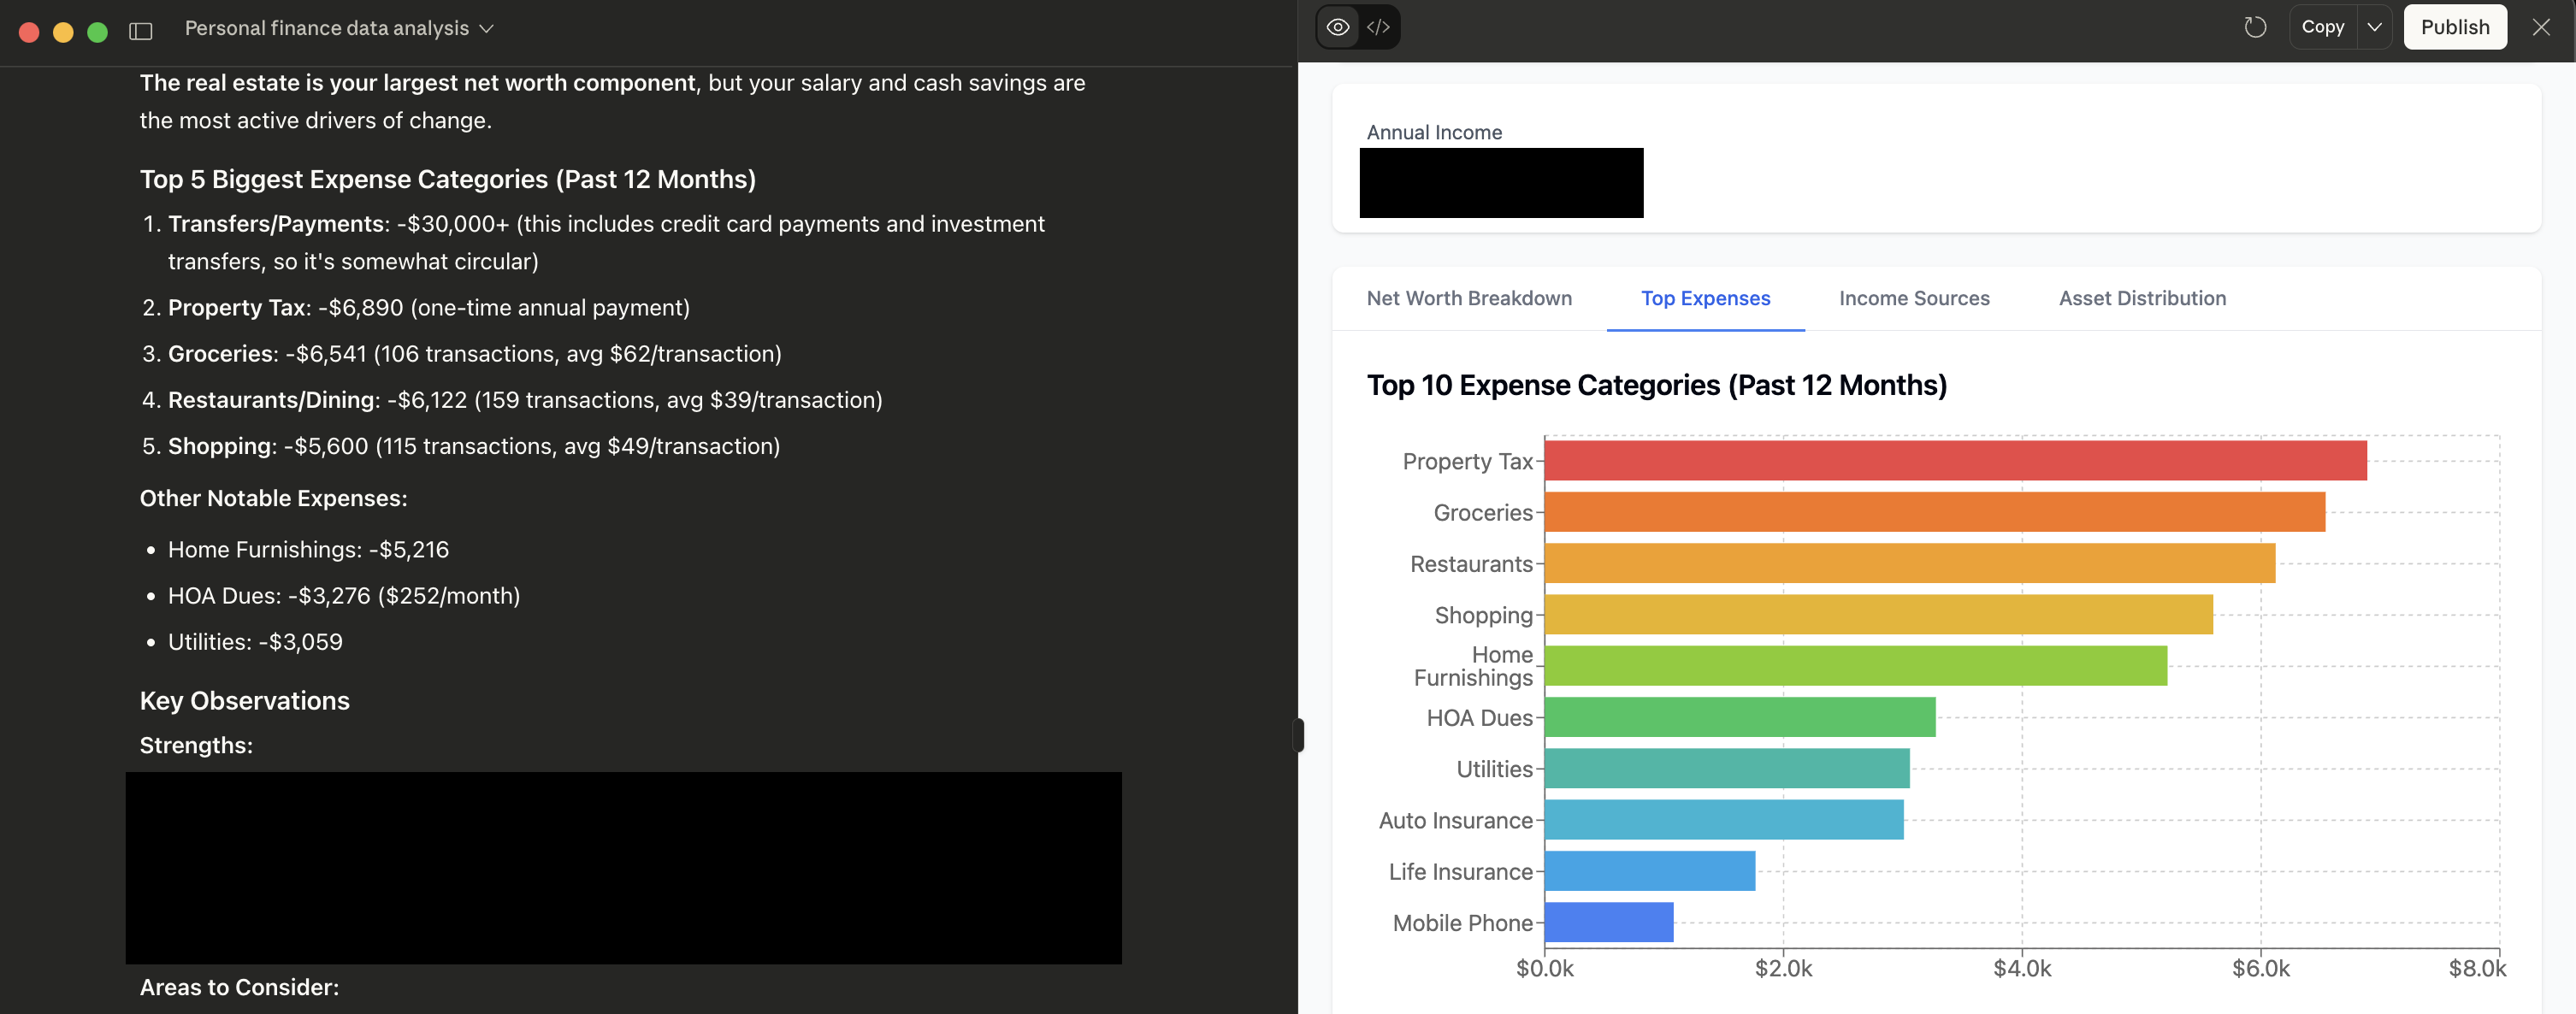 Personal finance data analysis
The real estate is your largest net worth component, but your salary and cash savings are
the most active drivers of change.
Top 5 Biggest Expense Categories (Past 12 Months)
1. Transfers/Payments: -$30,000+ (this includes credit card payments and investment
transfers, so it's somewhat circular)
2. Property Tax: -$6,890 (one-time annual payment)
3. Groceries: -$6,541 (106 transactions, avg $62/transaction)
4. Restaurants/Dining: -$6,122 (159 transactions, avg $39/transaction)
5. Shopping: -$5,600 (115 transactions, avg $49/transaction)
Other Notable Expenses:
• Home Furnishings: -$5,216
• HOA Dues: -$3,276 ($252/month)
• Utilities: -$3,059
Key Observations
Strengths:
Areas to Consider:
Copy
Publish
Annual Income
Net Worth Breakdown
Top Expenses
Income Sources
Asset Distribution
Top 10 Expense Categories (Past 12 Months)
Property Tax
Groceries
Restaurants
Shopping
Home
Furnishings
HOA Dues
Utilities
Auto Insurance
Life Insurance
Mobile Phone
$0.0k
$2.0k
$4.0k
$6.0k
$8.0k